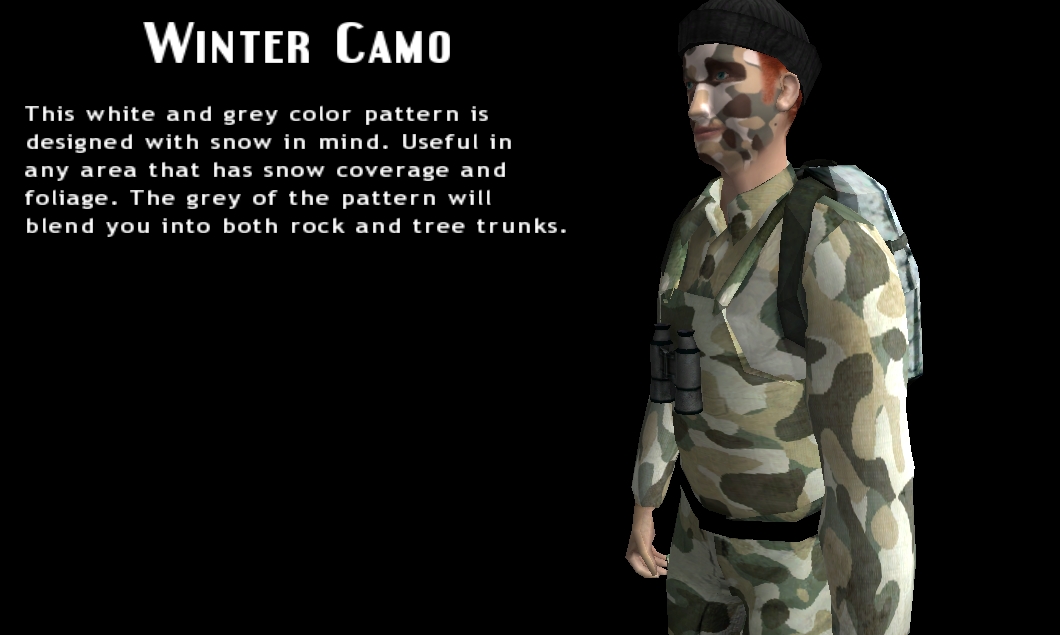 Winter Camo
This white and grey color pattern is
designed with snow in mind. Useful in
any area that has snow coverage and
foliage. The grey of the pattern will
blend you into both rock and tree trunks.